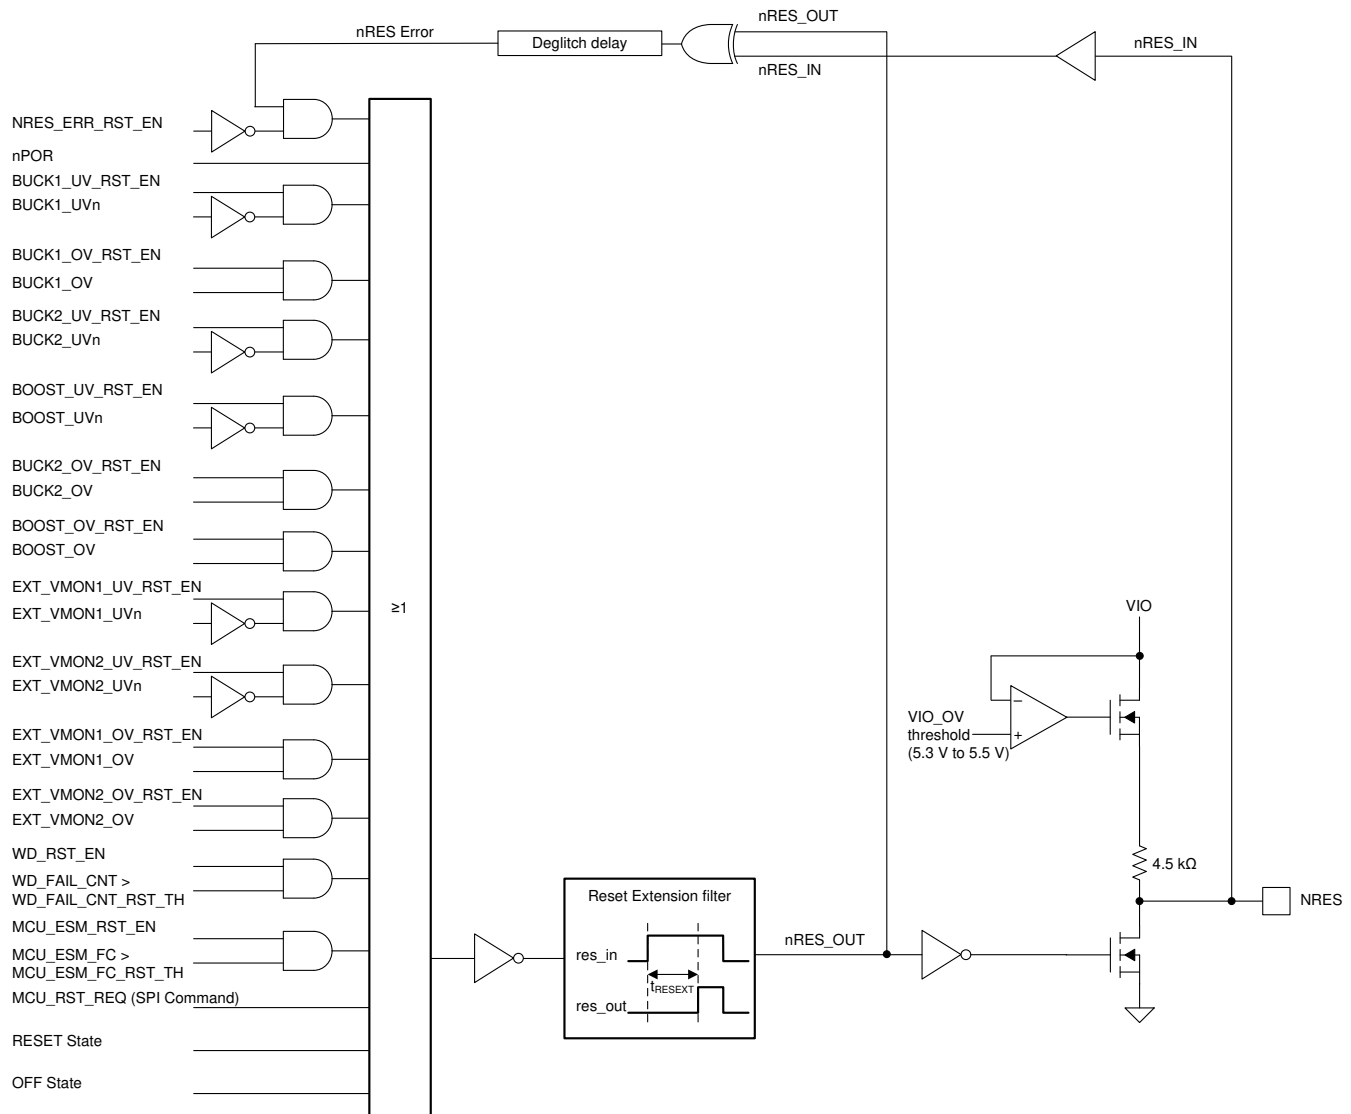 nRES_OUT
nRES Error
Deglitch delay
nRES_IN
nRES_IN
NRES_ERR_RST_EN
nPOR
BUCK1_UV_RST_EN
BUCK1_UVn
BUCK1_OV_RST_EN
BUCK1_OV
BUCK2_UV_RST_EN
BUCK2_UVn
BOOST_UV_RST_EN
BOOST_UVn
BUCK2_OV_RST_EN
BUCK2_OV
BOOST_OV_RST_EN
BOOST_OV
EXT_VMON1_UV_RST_EN
EXT_VMON1_UVn
≥1
VIO
EXT_VMON2_UV_RST_EN
EXT_VMON2_UVn
–
VIO_OV
threshold
+
(5.3 V to 5.5 V)
EXT_VMON1_OV_RST_EN
EXT_VMON1_OV
EXT_VMON2_OV_RST_EN
EXT_VMON2_OV
WD_RST_EN
WD_FAIL_CNT >
WD_FAIL_CNT_RST_TH
4.5 kΩ
NRES
MCU_ESM_RST_EN
MCU_ESM_FC >
MCU_ESM_FC_RST_TH
Reset Extension filter
res_in
tRESEXT
res_out
nRES_OUT
MCU_RST_REQ (SPI Command)
RESET State
OFF State